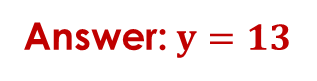 Answer: y = 13